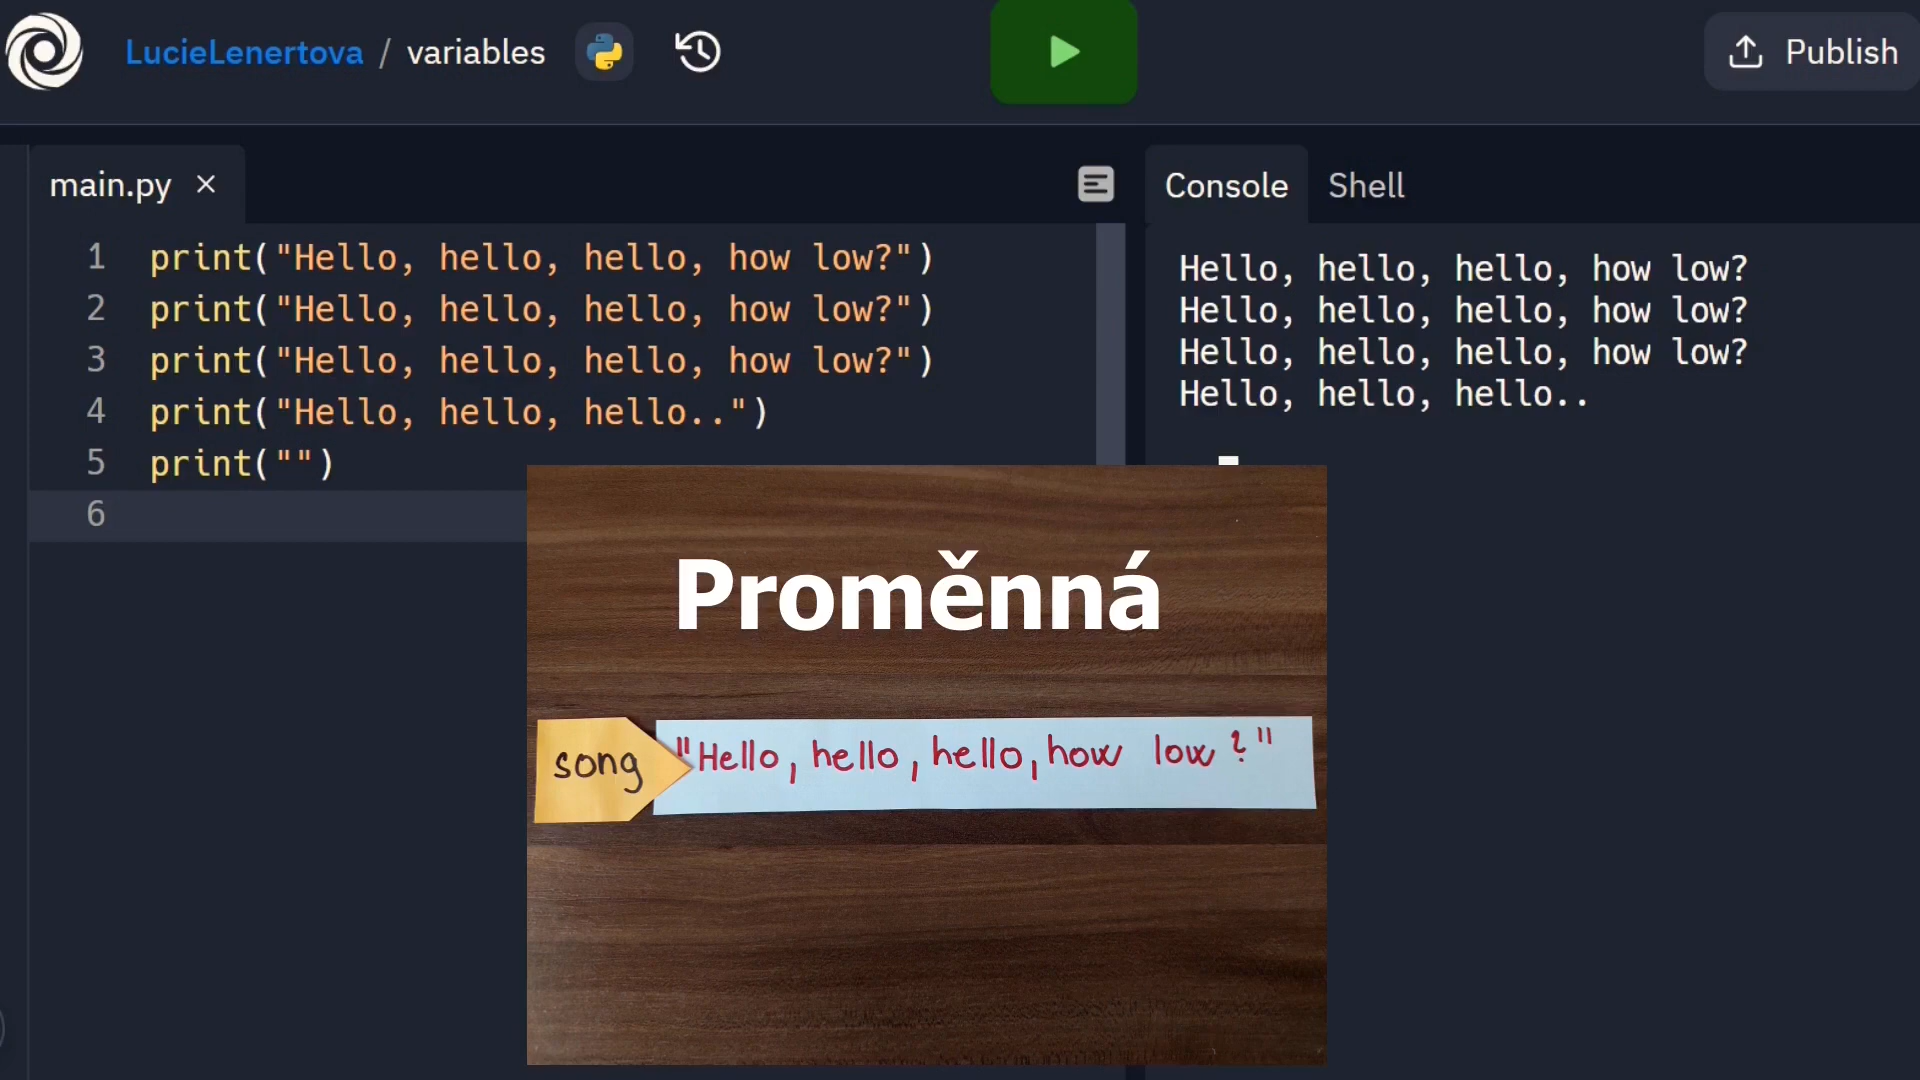 LucieLenertova / variables
Publish
main.py
Console Shell
1 print("Hello, hello, hello, how low?")
2 print("Hello, hello, hello, how low?")
3 print("Hello, hello, hello, how low?")
4 print("Hello, hello, hello..")
5 print("")
6
Hello, hello, hello, how low?
Hello, hello, hello, how low?
Hello, hello, hello, how low?
Hello, hello, hello..
Proměnná
song "Hello, hello, hello, how low?"